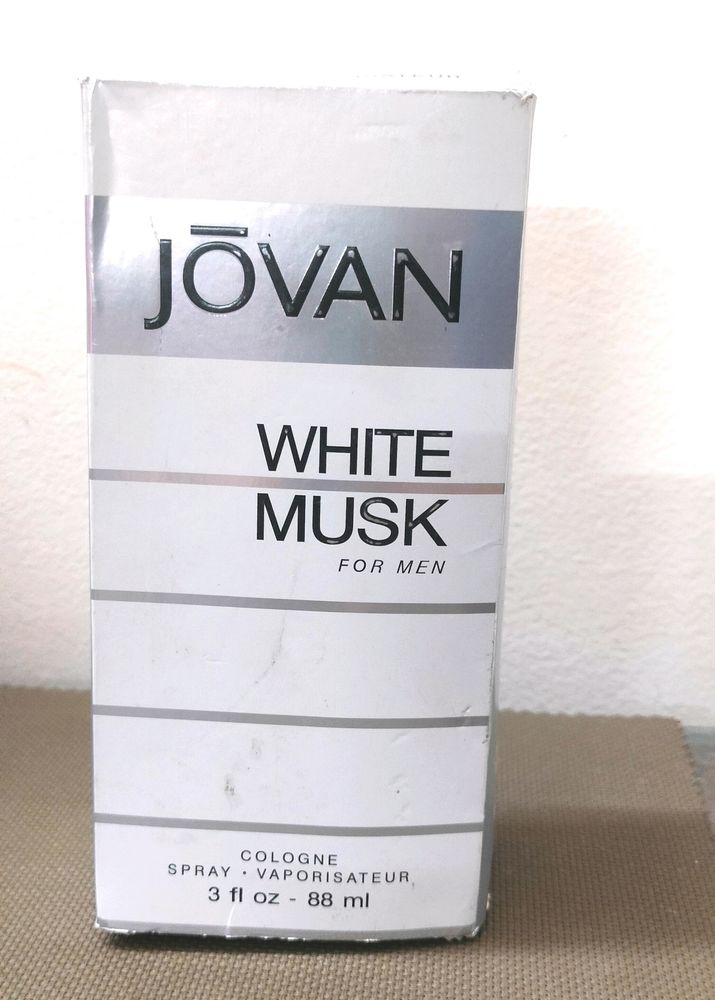 JŌVAN
WHITE
MUSK
FOR MEN
COLOGNE
SPRAY · VAPORISATEUR
3 fl oz - 88 ml